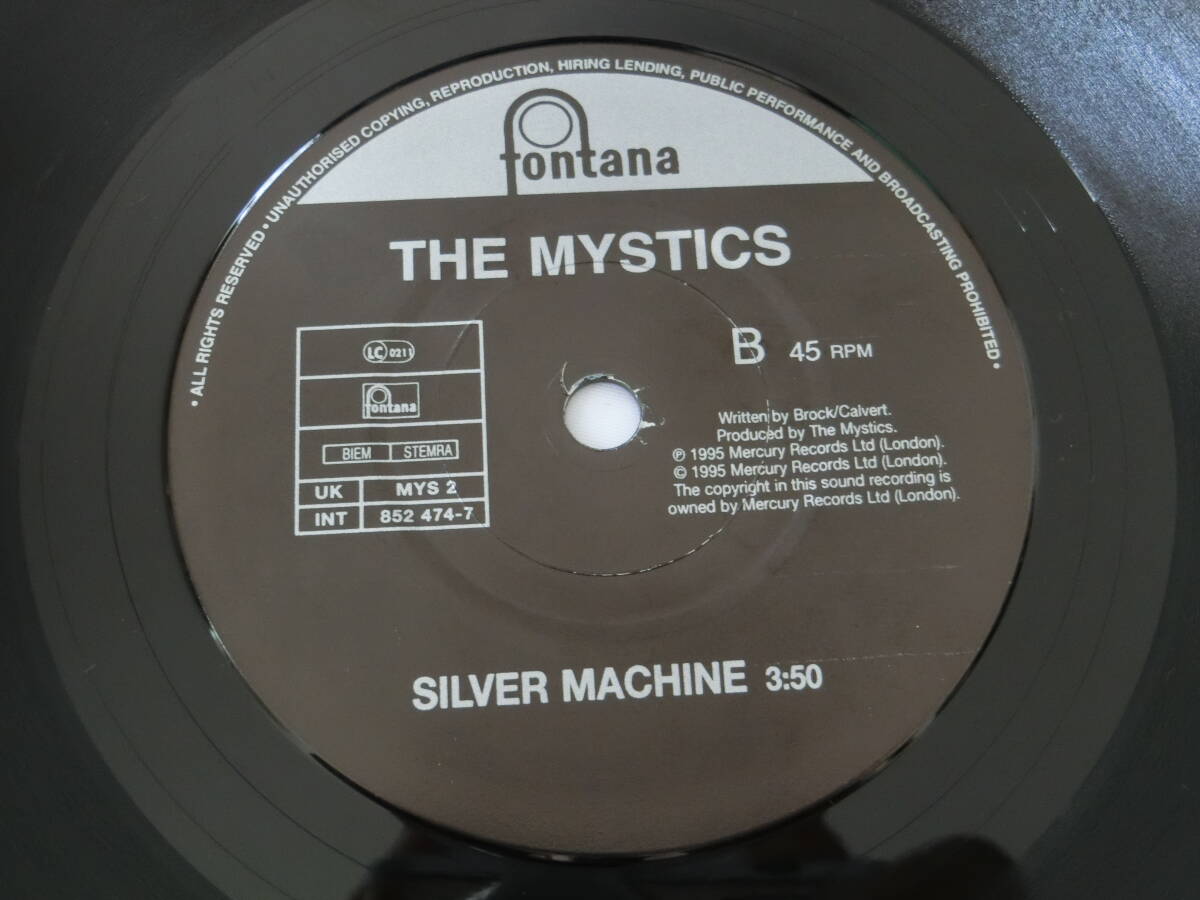 • ALL RIGHTS RESERVED • UNAUTHORISED COPYING, REPRODUCTION, HIRING LENDING, PUBLIC PERFORMANCE AND BROADCASTING PROHIBITED •
fontana
THE MYSTICS
LC 0211
fontana
BIEM STEMRA
UK MYS 2
INT 852 474-7
B 45 RPM
Written by Brock/Calvert.
Produced by The Mystics.
℗ 1995 Mercury Records Ltd (London).
© 1995 Mercury Records Ltd (London).
The copyright in this sound recording is
owned by Mercury Records Ltd (London).
SILVER MACHINE 3:50